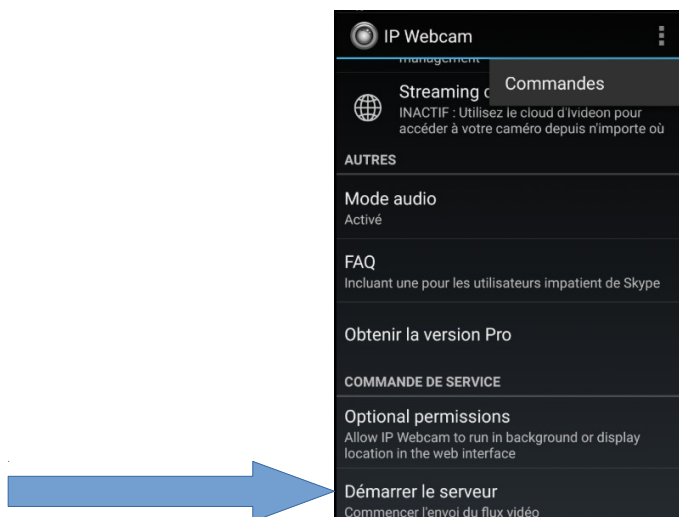 IP Webcam
management
Commandes
Streaming
INACTIF : Utilisez le cloud d'Ivideon pour
accéder à votre caméro depuis n'importe où
AUTRES
Mode audio
Activé
FAQ
Incluant une pour les utilisateurs impatient de Skype
Obtenir la version Pro
COMMANDE DE SERVICE
Optional permissions
Allow IP Webcam to run in background or display
location in the web interface
Démarrer le serveur
Commencer l'envoi du flux vidéo